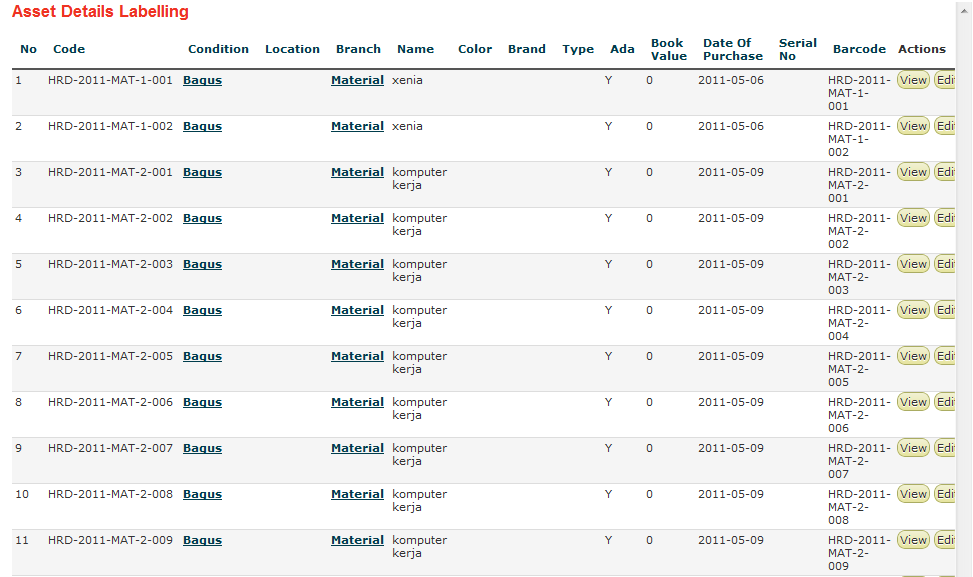 Asset Details Labelling
No Code Condition Location Branch Name Color Brand Type Ada Book Value Date Of Purchase Serial No Barcode Actions
1 HRD-2011-MAT-1-001 Bagus Material xenia Y 0 2011-05-06 HRD-2011- View Edi
MAT-1-
001
2 HRD-2011-MAT-1-002 Bagus Material xenia Y 0 2011-05-06 HRD-2011- View Edi
MAT-1-
002
3 HRD-2011-MAT-2-001 Bagus Material komputer Y 0 2011-05-09 HRD-2011- View Edi
kerja MAT-2-
001
4 HRD-2011-MAT-2-002 Bagus Material komputer Y 0 2011-05-09 HRD-2011- View Edi
kerja MAT-2-
002
5 HRD-2011-MAT-2-003 Bagus Material komputer Y 0 2011-05-09 HRD-2011- View Edi
kerja MAT-2-
003
6 HRD-2011-MAT-2-004 Bagus Material komputer Y 0 2011-05-09 HRD-2011- View Edi
kerja MAT-2-
004
7 HRD-2011-MAT-2-005 Bagus Material komputer Y 0 2011-05-09 HRD-2011- View Edi
kerja MAT-2-
005
8 HRD-2011-MAT-2-006 Bagus Material komputer Y 0 2011-05-09 HRD-2011- View Edi
kerja MAT-2-
006
9 HRD-2011-MAT-2-007 Bagus Material komputer Y 0 2011-05-09 HRD-2011- View Edi
kerja MAT-2-
007
10 HRD-2011-MAT-2-008 Bagus Material komputer Y 0 2011-05-09 HRD-2011- View Edi
kerja MAT-2-
008
11 HRD-2011-MAT-2-009 Bagus Material komputer Y 0 2011-05-09 HRD-2011- View Edi
kerja MAT-2-
009